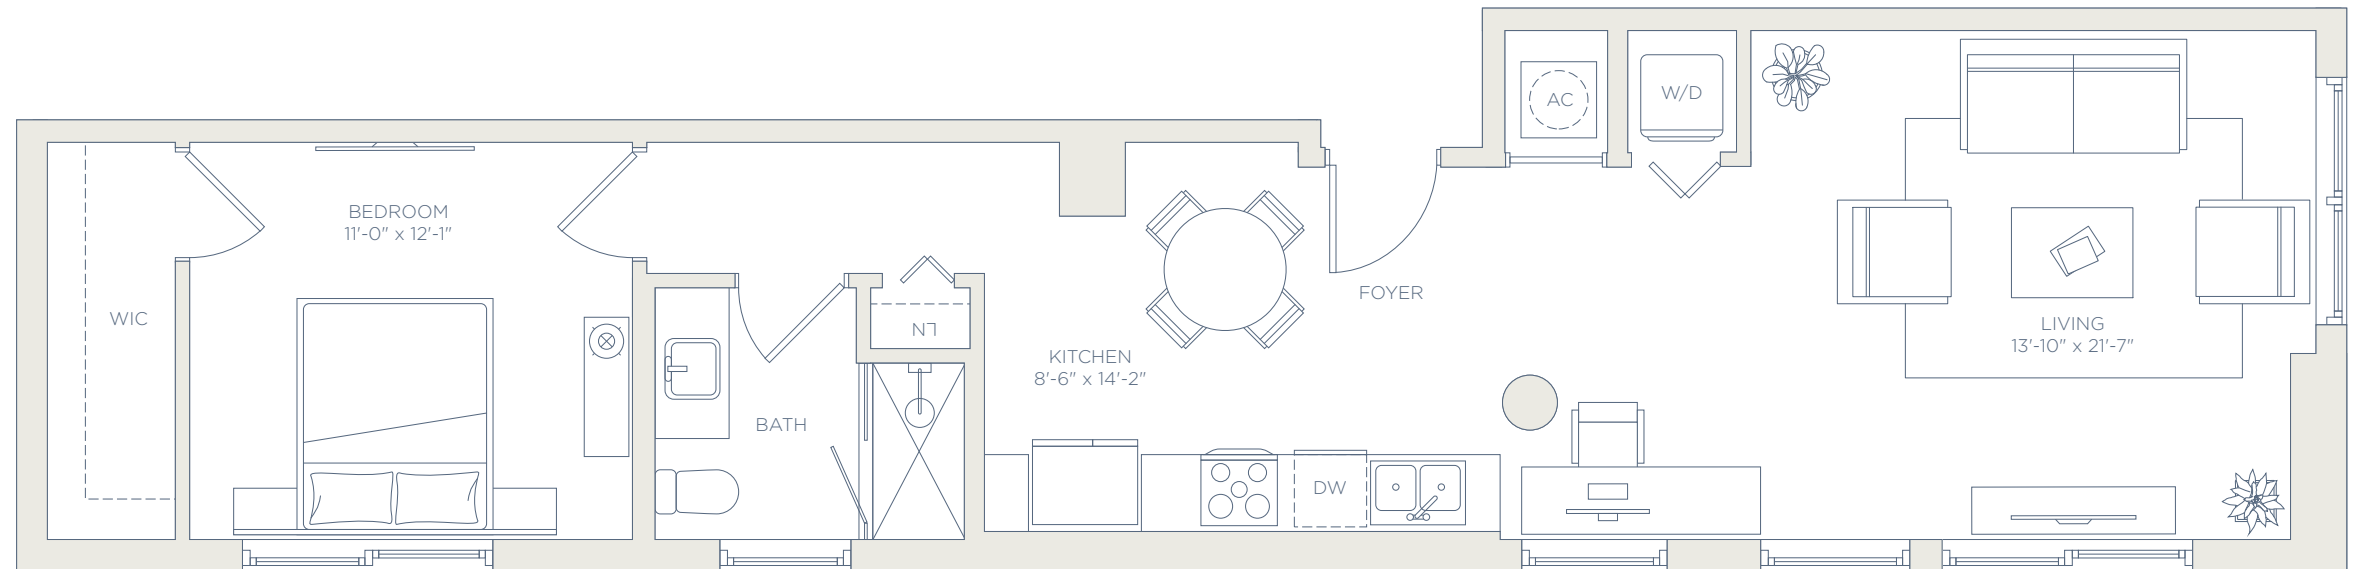 AC
W/D
BEDROOM
11'-0" x 12'-1"
WIC
FOYER
LN
LIVING
13'-10" x 21'-7"
KITCHEN
8'-6" x 14'-2"
BATH
DW